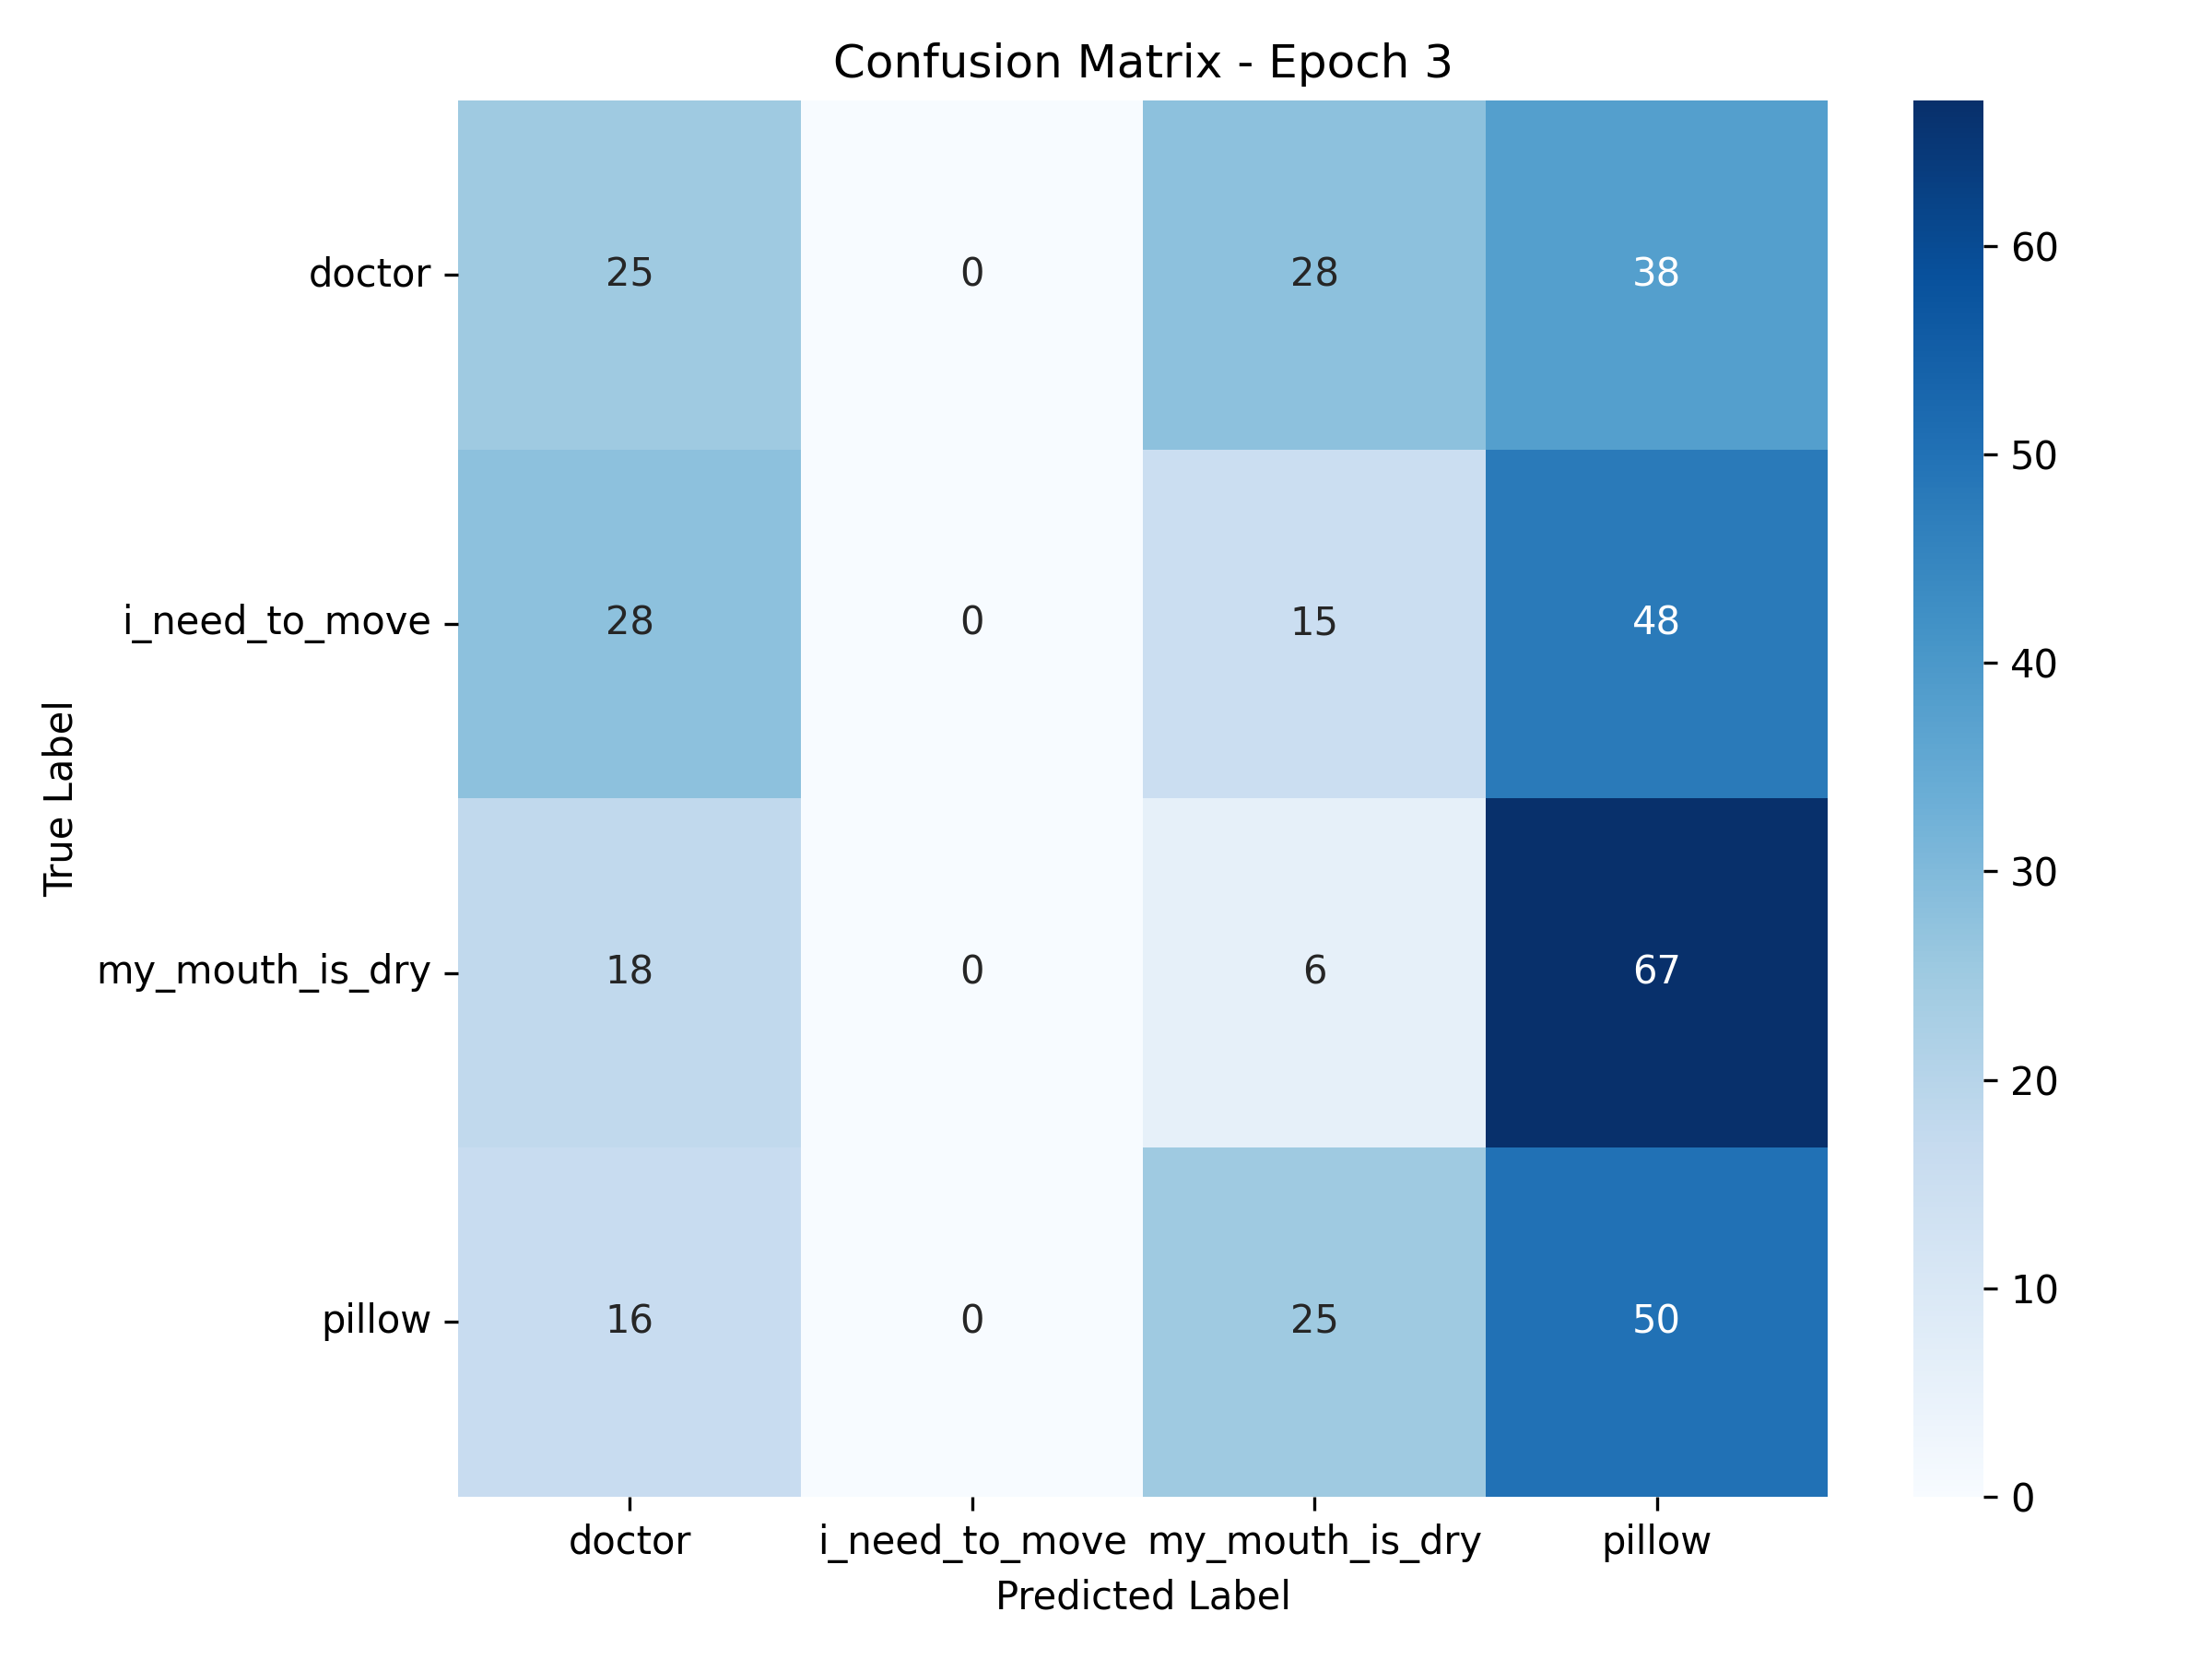 Confusion Matrix - Epoch 3
doctor 25 0 28 38
i_need_to_move 28 0 15 48
my_mouth_is_dry 18 0 6 67
pillow 16 0 25 50
doctor i_need_to_move my_mouth_is_dry pillow
Predicted Label
True Label
60
50
40
30
20
10
0